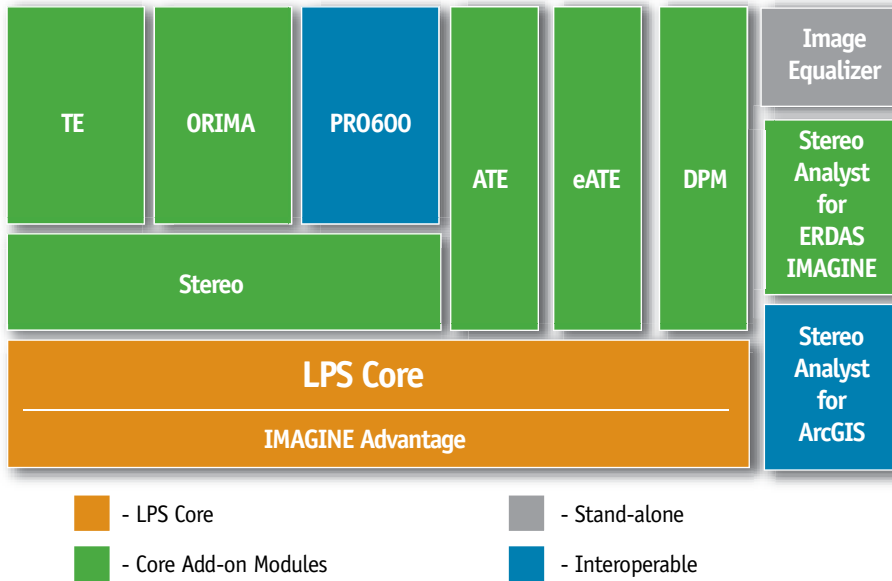 TE
ORIMA
PRO600
ATE
eATE
DPM
Image
Equalizer
Stereo
Analyst
for
ERDAS
IMAGINE
Stereo
LPS Core
IMAGINE Advantage
Stereo
Analyst
for
ArcGIS
- LPS Core
- Stand-alone
- Core Add-on Modules
- Interoperable